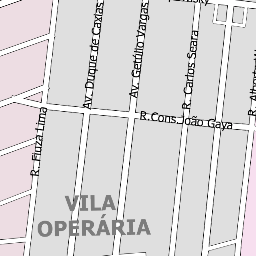 Av. Duque de Caxias
Av. Getúlio Vargas
R. Carlos Seara
R.Cons.João Gaya
R. Fiuza Lima
VILA
OPERÁRIA